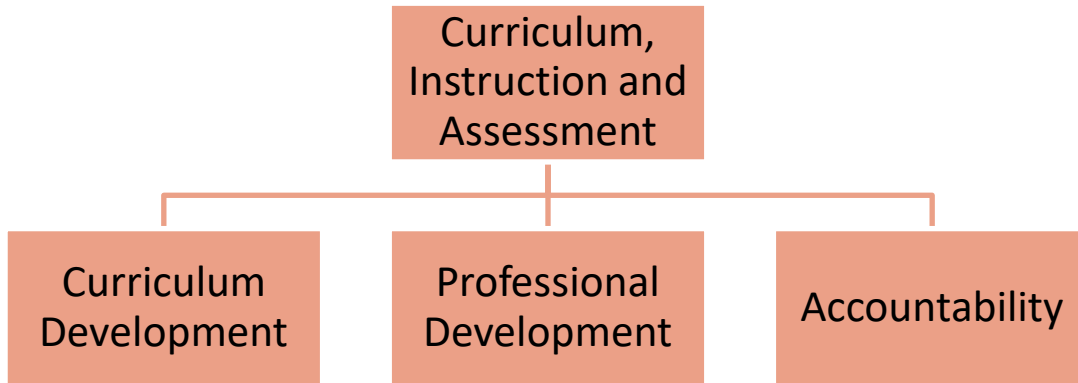 Curriculum,
Instruction and
Assessment
Curriculum
Development
Professional
Development
Accountability